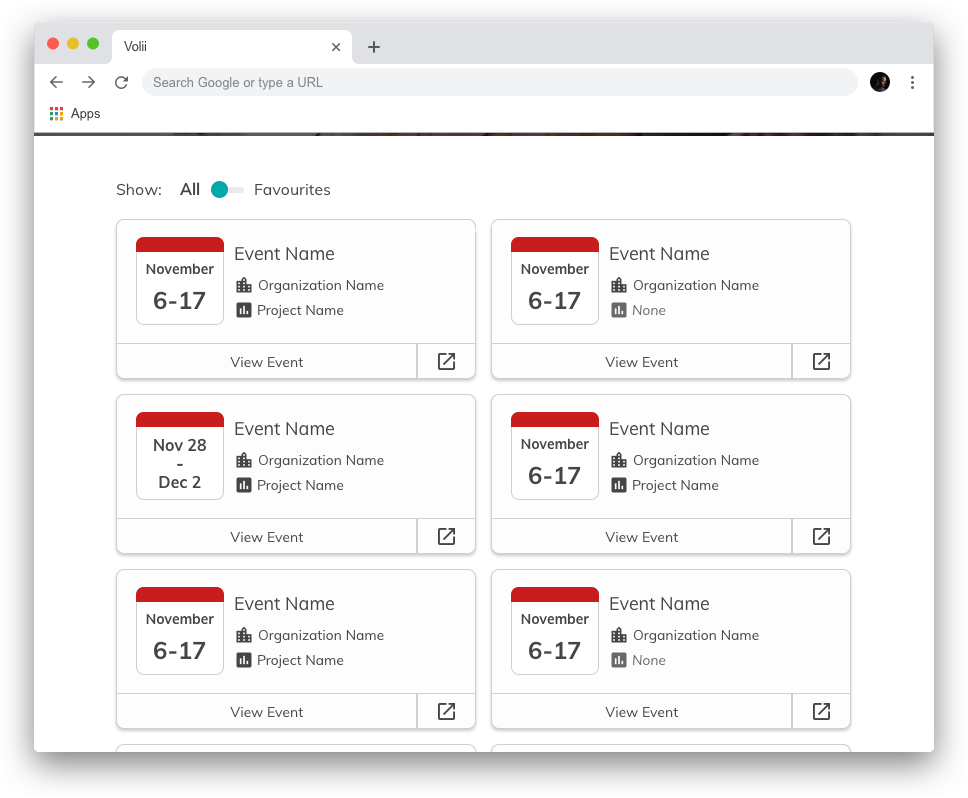 Volii
Search Google or type a URL
Apps
Show: All Favourites
November
6-17
Event Name
Organization Name
Project Name
View Event
November
6-17
Event Name
Organization Name
None
View Event
Nov 28
-
Dec 2
Event Name
Organization Name
Project Name
View Event
November
6-17
Event Name
Organization Name
Project Name
View Event
November
6-17
Event Name
Organization Name
Project Name
View Event
November
6-17
Event Name
Organization Name
None
View Event